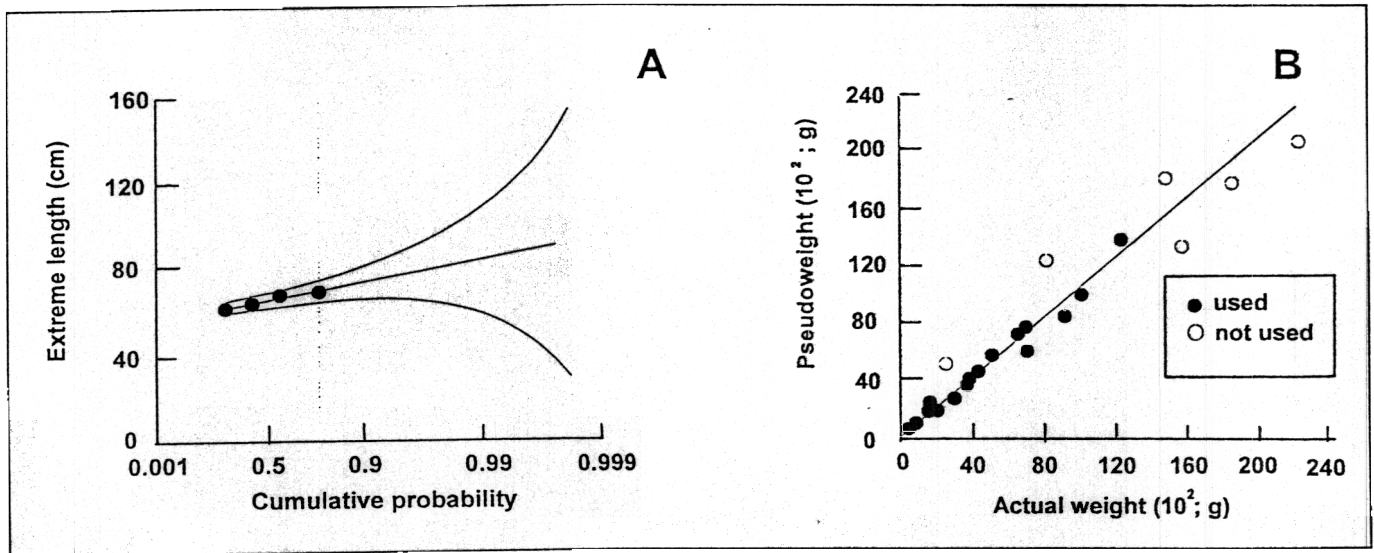 A
Extreme length (cm)
160
120
80
40
0
0.001 0.5 0.9 0.99 0.999
Cumulative probability
B
Pseudoweight (10²; g)
240
200
160
120
80
40
0
0 40 80 120 160 200 240
Actual weight (10²; g)
used
not used